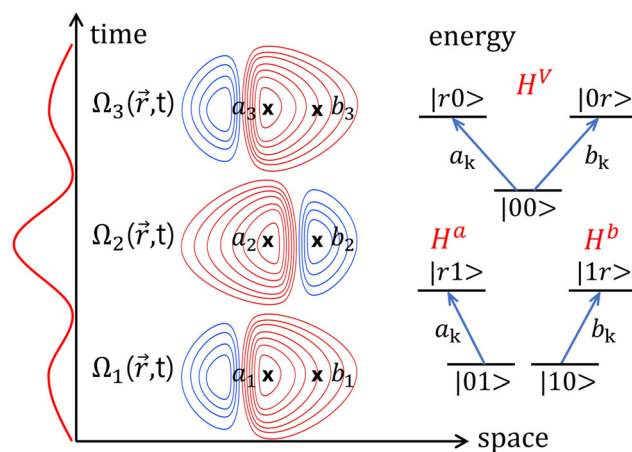 time
energy
Ω₃(r⃗,t)
a₃ x x b₃
H^V
|r0>
|0r>
a_k
b_k
|00>
Ω₂(r⃗,t)
a₂ x x b₂
H^a
H^b
|r1>
|1r>
a_k
b_k
Ω₁(r⃗,t)
a₁ x x b₁
|01>
|10>
space